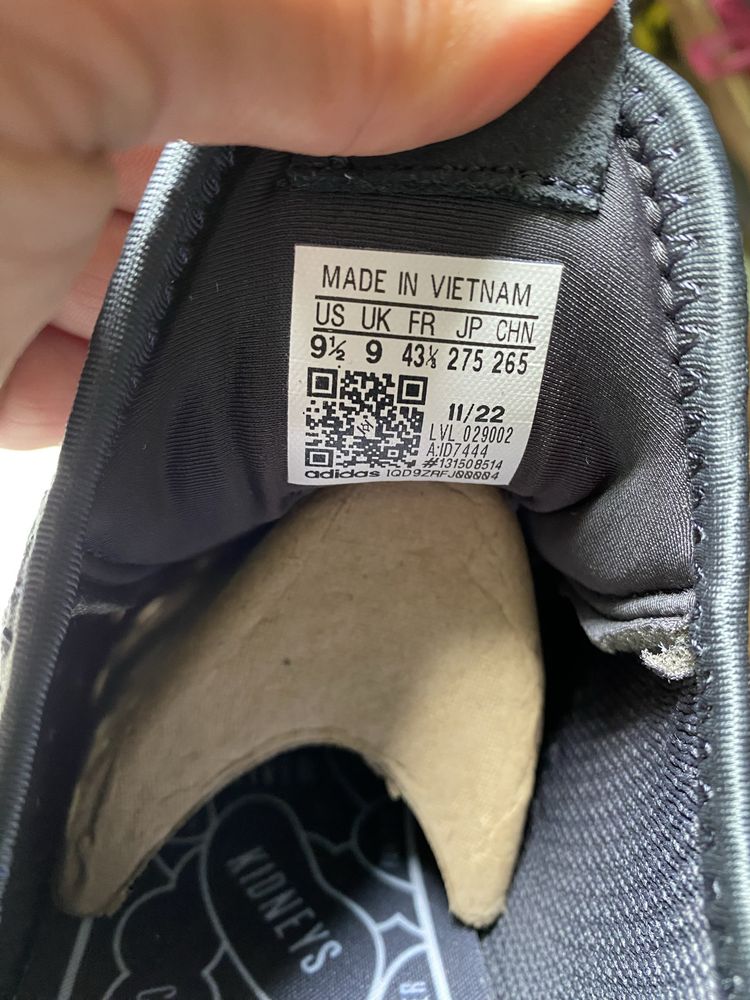 MADE IN VIETNAM
US UK FR JP CHN
9½ 9 43⅓ 275 265
11/22
LVL 029002
A:ID7444
#131508514
adidas 1QD9ZRFJ00004
KIDNEYS